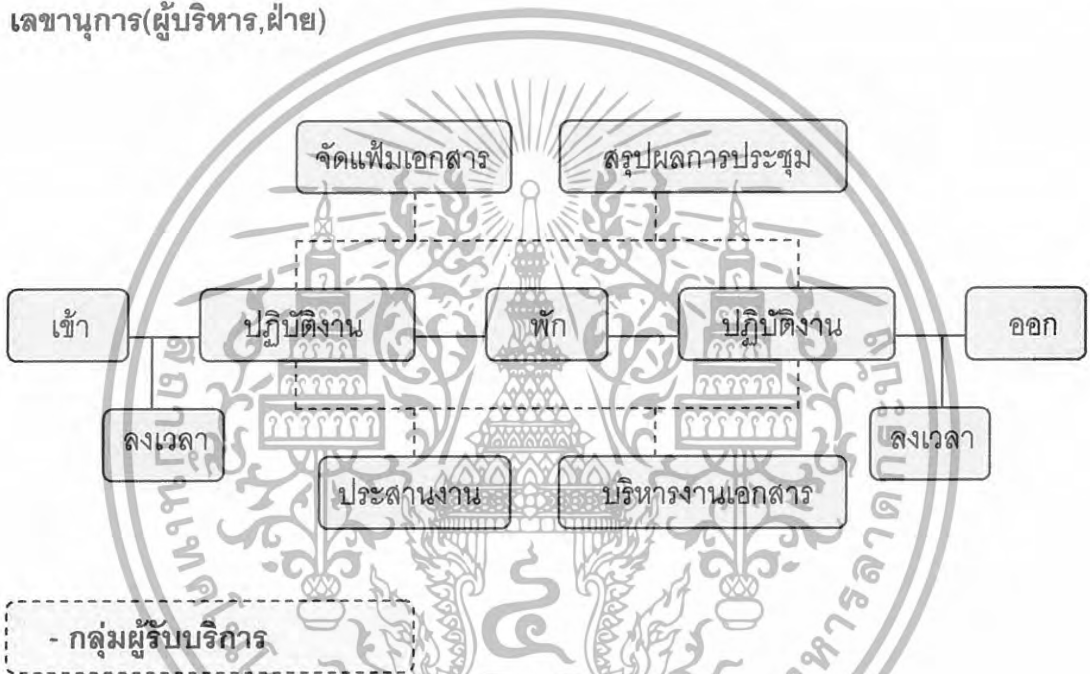 เลขานุการ(ผู้บริหาร,ฝ่าย)
จัดแฟ้มเอกสาร
สรุปผลการประชุม
เข้า
ปฏิบัติงาน
พัก
ปฏิบัติงาน
ออก
ลงเวลา
ลงเวลา
ประสานงาน
บริหารงานเอกสาร
- กลุ่มผู้รับบริการ